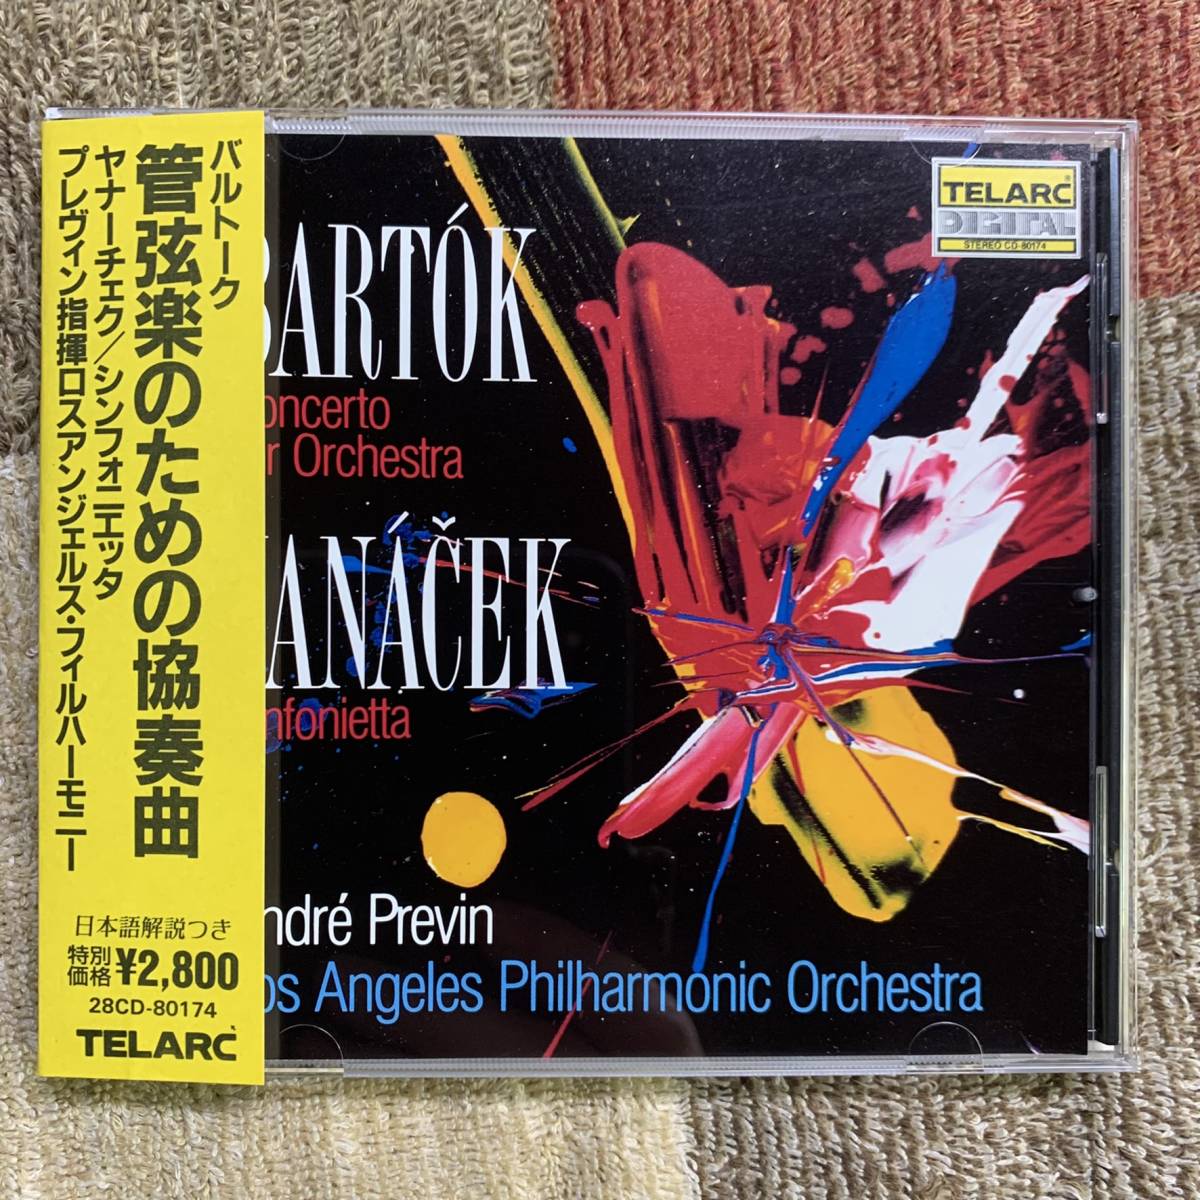 バルトーク
管弦楽のための協奏曲
ヤナーチェク/シンフォニエッタ
プレヴィン指揮ロスアンジェルス・フィルハーモニー
日本語解説つき
特別
価格 ¥2,800
28CD-80174
TELARC
TELARC®
DIGITAL
STEREO CD-80174
BARTÓK
oncerto
r Orchestra
ANÁČEK
nfonietta
ndré Previn
os Angeles Philharmonic Orchestra